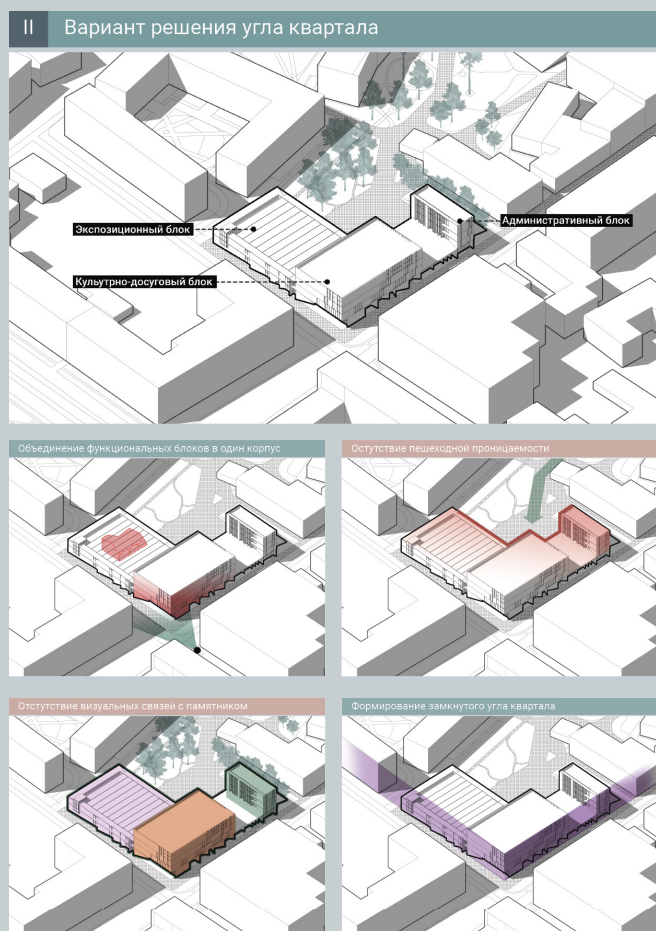 II Вариант решения угла квартала
Экспозиционный блок
Административный блок
Кульутрно-досуговый блок
Объединение функциональных блоков в один корпус
Остутствие пешеходной проницаемости
Отстутствие визуальных связей с памятником
Формирование замкнутого угла квартала